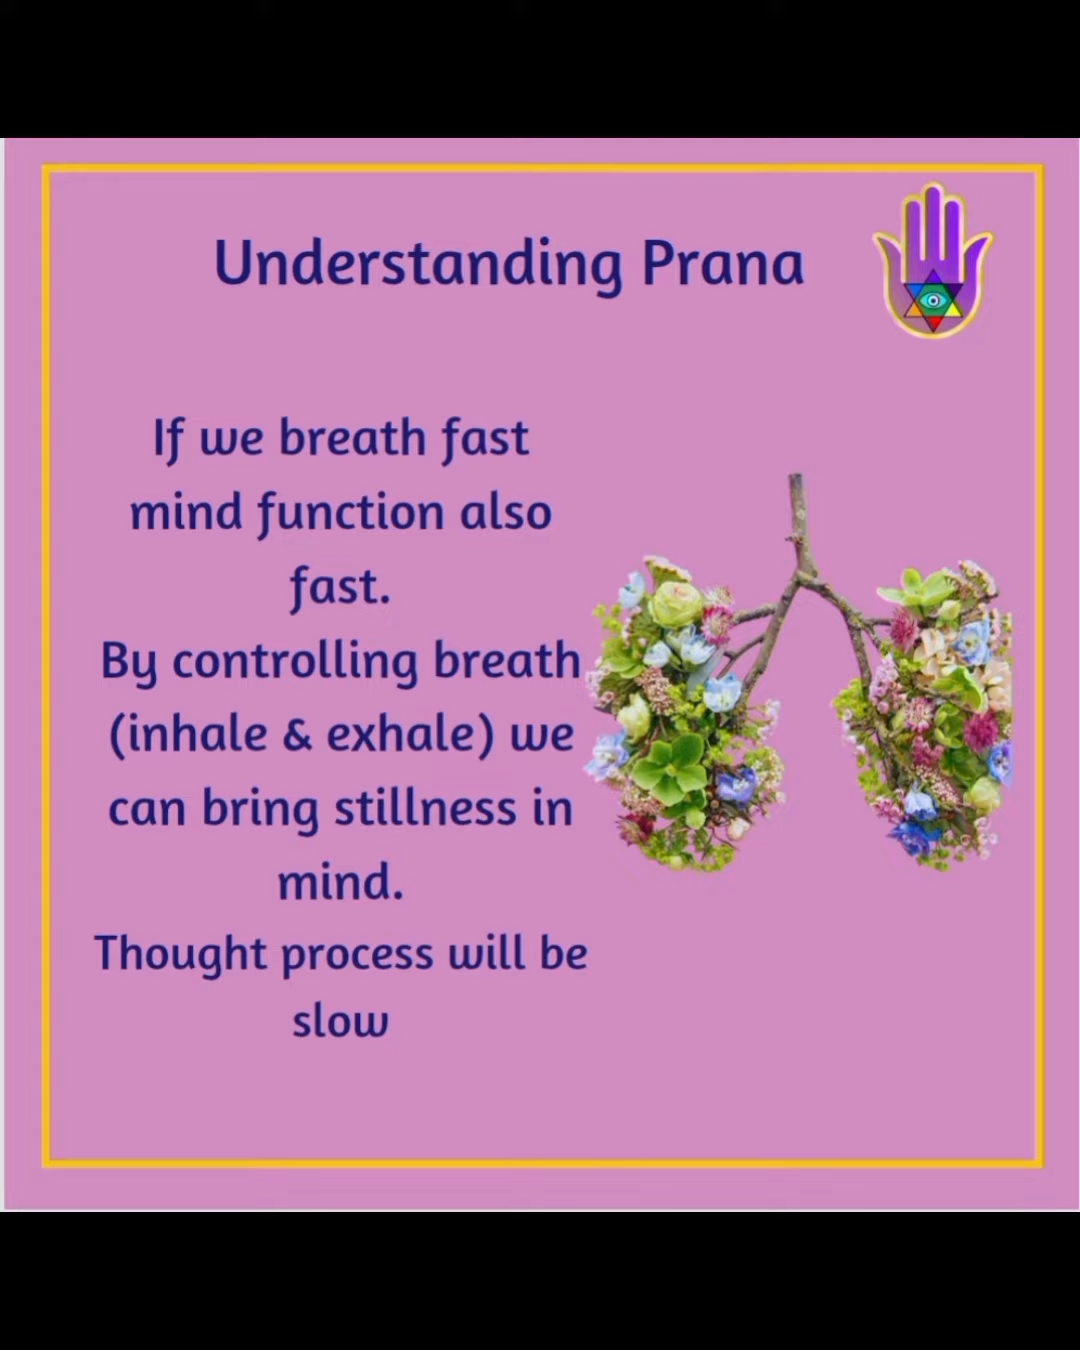 Understanding Prana
If we breath fast
mind function also
fast.
By controlling breath
(inhale & exhale) we
can bring stillness in
mind.
Thought process will be
slow